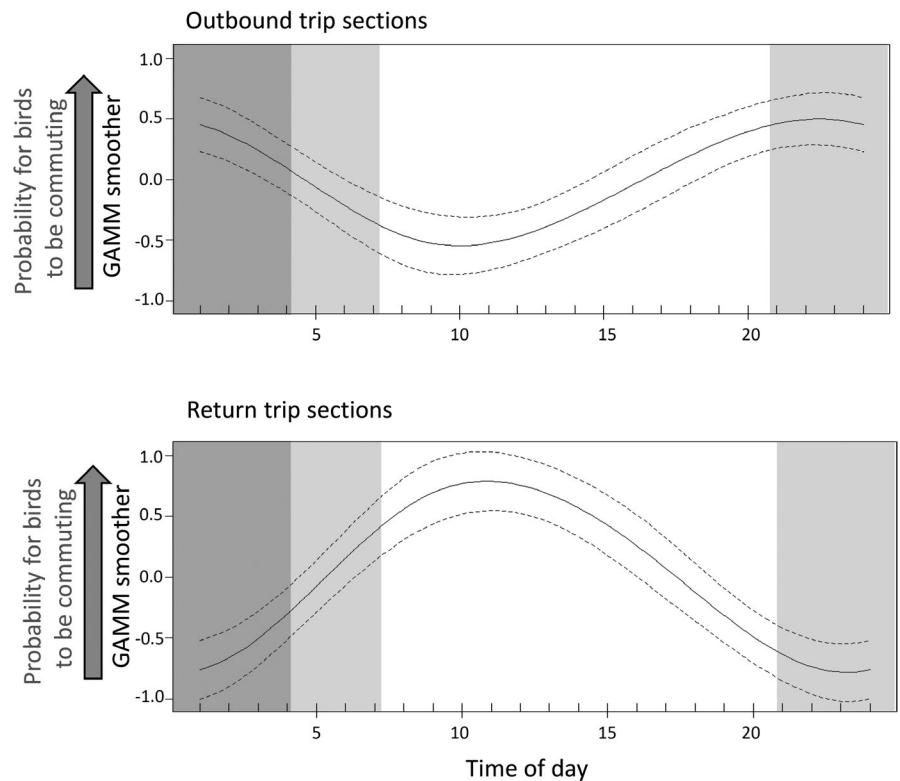 Outbound trip sections
Probability for birds
to be commuting
GAMM smoother
1.0
0.5
0.0
-0.5
-1.0
5
10
15
20
Return trip sections
Probability for birds
to be commuting
GAMM smoother
1.0
0.5
0.0
-0.5
-1.0
5
10
15
20
Time of day